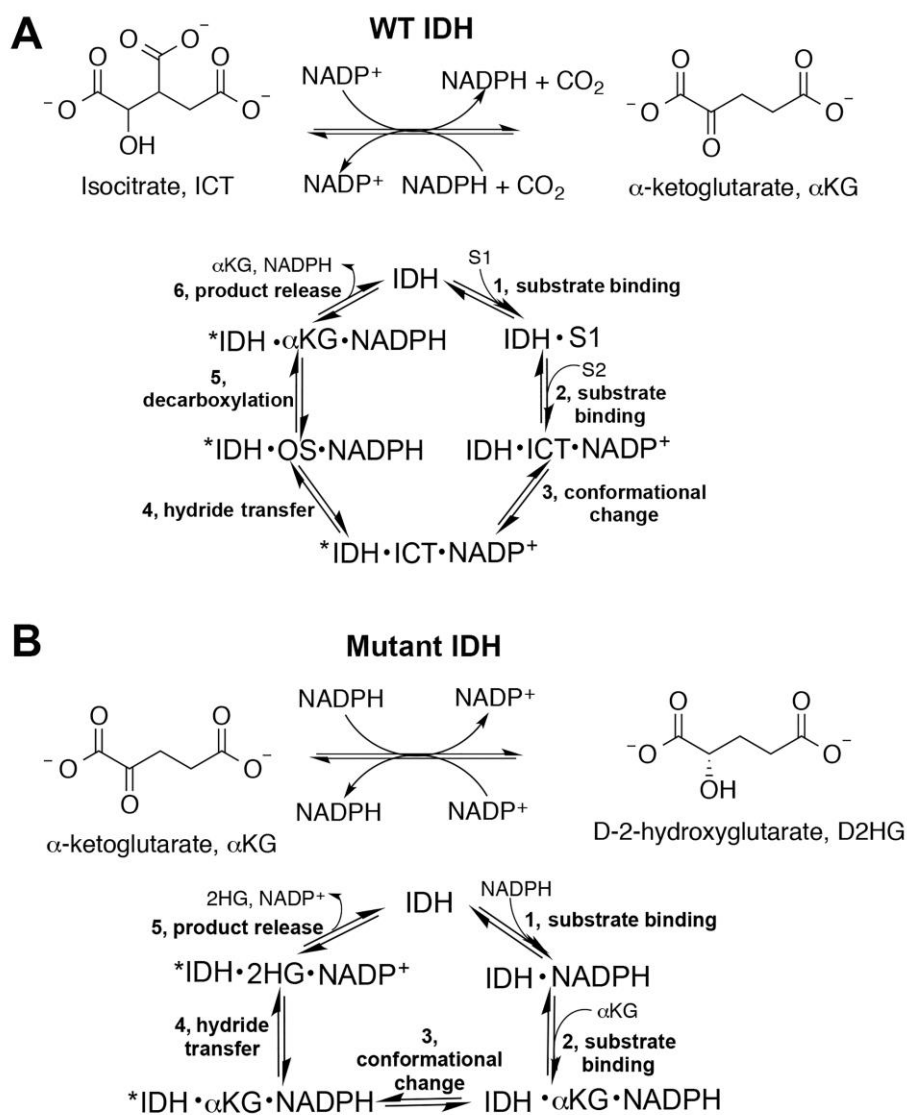 A
WT IDH
O O⁻
O
O
⁻O
O⁻
OH
Isocitrate, ICT
NADP⁺
NADPH + CO₂
NADP⁺
NADPH + CO₂
O
O
⁻O
O⁻
O
α-ketoglutarate, αKG
αKG, NADPH
6, product release
IDH
S1
1, substrate binding
*IDH•αKG•NADPH
IDH•S1
5,
decarboxylation
S2
2, substrate
binding
*IDH•OS•NADPH
IDH•ICT•NADP⁺
4, hydride transfer
3, conformational
change
*IDH•ICT•NADP⁺
B
Mutant IDH
O
O
⁻O
O⁻
O
α-ketoglutarate, αKG
NADPH
NADP⁺
NADPH
NADP⁺
O
O
⁻O
O⁻
OH
D-2-hydroxyglutarate, D2HG
2HG, NADP⁺
5, product release
IDH
NADPH
1, substrate binding
*IDH•2HG•NADP⁺
IDH•NADPH
4, hydride
transfer
αKG
2, substrate
binding
3,
conformational
change
*IDH•αKG•NADPH
IDH•αKG•NADPH